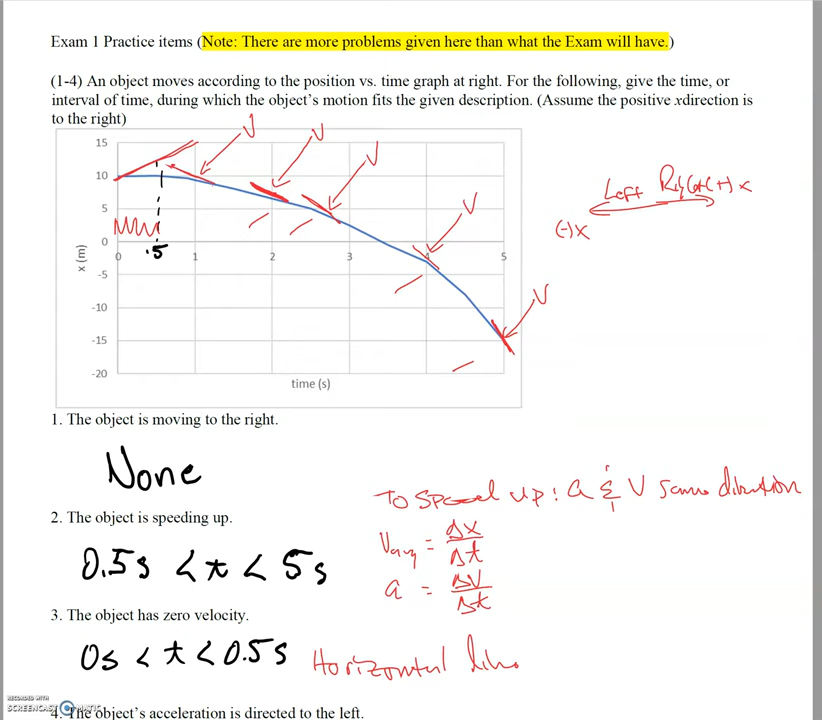 Exam 1 Practice items (Note: There are more problems given here than what the Exam will have.)
(1-4) An object moves according to the position vs. time graph at right. For the following, give the time, or
interval of time, during which the object's motion fits the given description. (Assume the positive xdirection is
to the right)
15
10
5
0
-5
-10
-15
-20
x (m)
0 1 2 3 4 5
.5
time (s)
V
V
V
V
V
Left Right (+) x
(-)x
1. The object is moving to the right.
None
To speed up: a & V same direction
2. The object is speeding up.
Vavg = Δx/Δt
0.5s < t < 5s
a = ΔV/Δt
3. The object has zero velocity.
0s < t < 0.5s Horizontal line
RECORDED WITH
SCREENCAST MATIC
4. The object's acceleration is directed to the left.